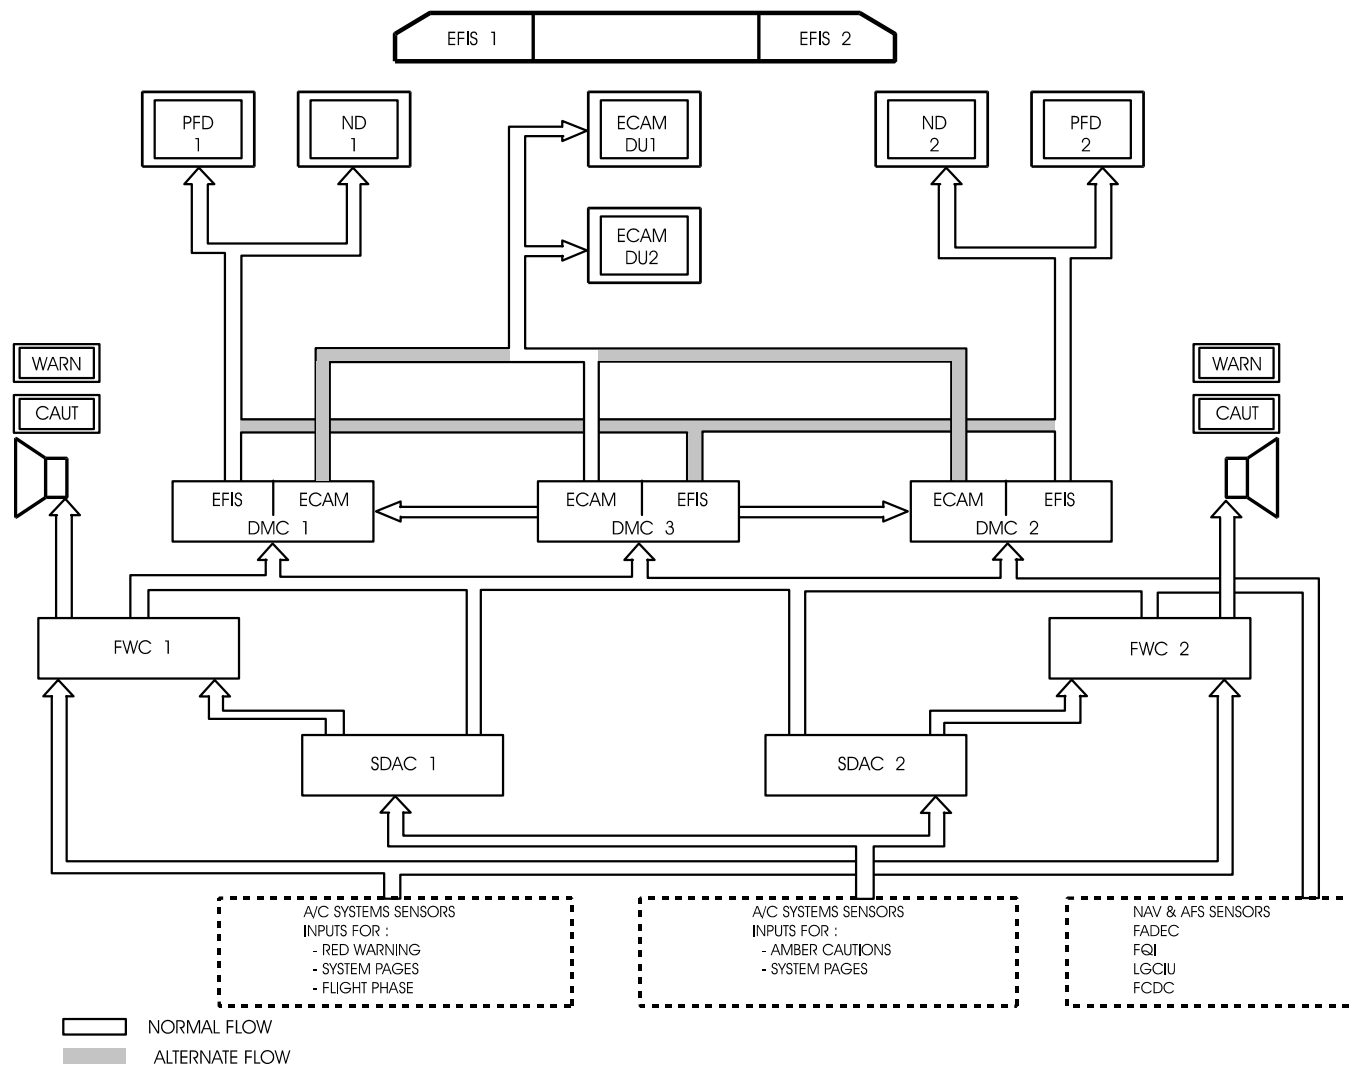 EFIS 1
EFIS 2
PFD
1
ND
1
ECAM
DU1
ND
2
PFD
2
ECAM
DU2
WARN
CAUT
WARN
CAUT
EFIS ECAM
DMC 1
ECAM EFIS
DMC 3
ECAM EFIS
DMC 2
FWC 1
FWC 2
SDAC 1
SDAC 2
A/C SYSTEMS SENSORS
INPUTS FOR :
- RED WARNING
- SYSTEM PAGES
- FLIGHT PHASE
A/C SYSTEMS SENSORS
INPUTS FOR :
- AMBER CAUTIONS
- SYSTEM PAGES
NAV & AFS SENSORS
FADEC
FQI
LGCIU
FCDC
NORMAL FLOW
ALTERNATE FLOW